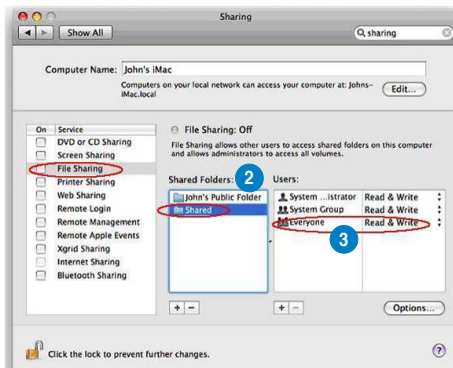 Sharing
Show All
sharing
Computer Name: John's iMac
Computers on your local network can access your computer at: Johns-
iMac.local
Edit...
On Service
DVD or CD Sharing
Screen Sharing
File Sharing
Printer Sharing
Web Sharing
Remote Login
Remote Management
Remote Apple Events
Xgrid Sharing
Internet Sharing
Bluetooth Sharing
File Sharing: Off
File Sharing allows other users to access shared folders on this computer
and allows administrators to access all volumes.
Shared Folders: 2
John's Public Folder
Shared
Users:
System ...istrator Read & Write
System Group Read & Write
Everyone Read & Write
3
+ −
+ −
Options...
Click the lock to prevent further changes.
?